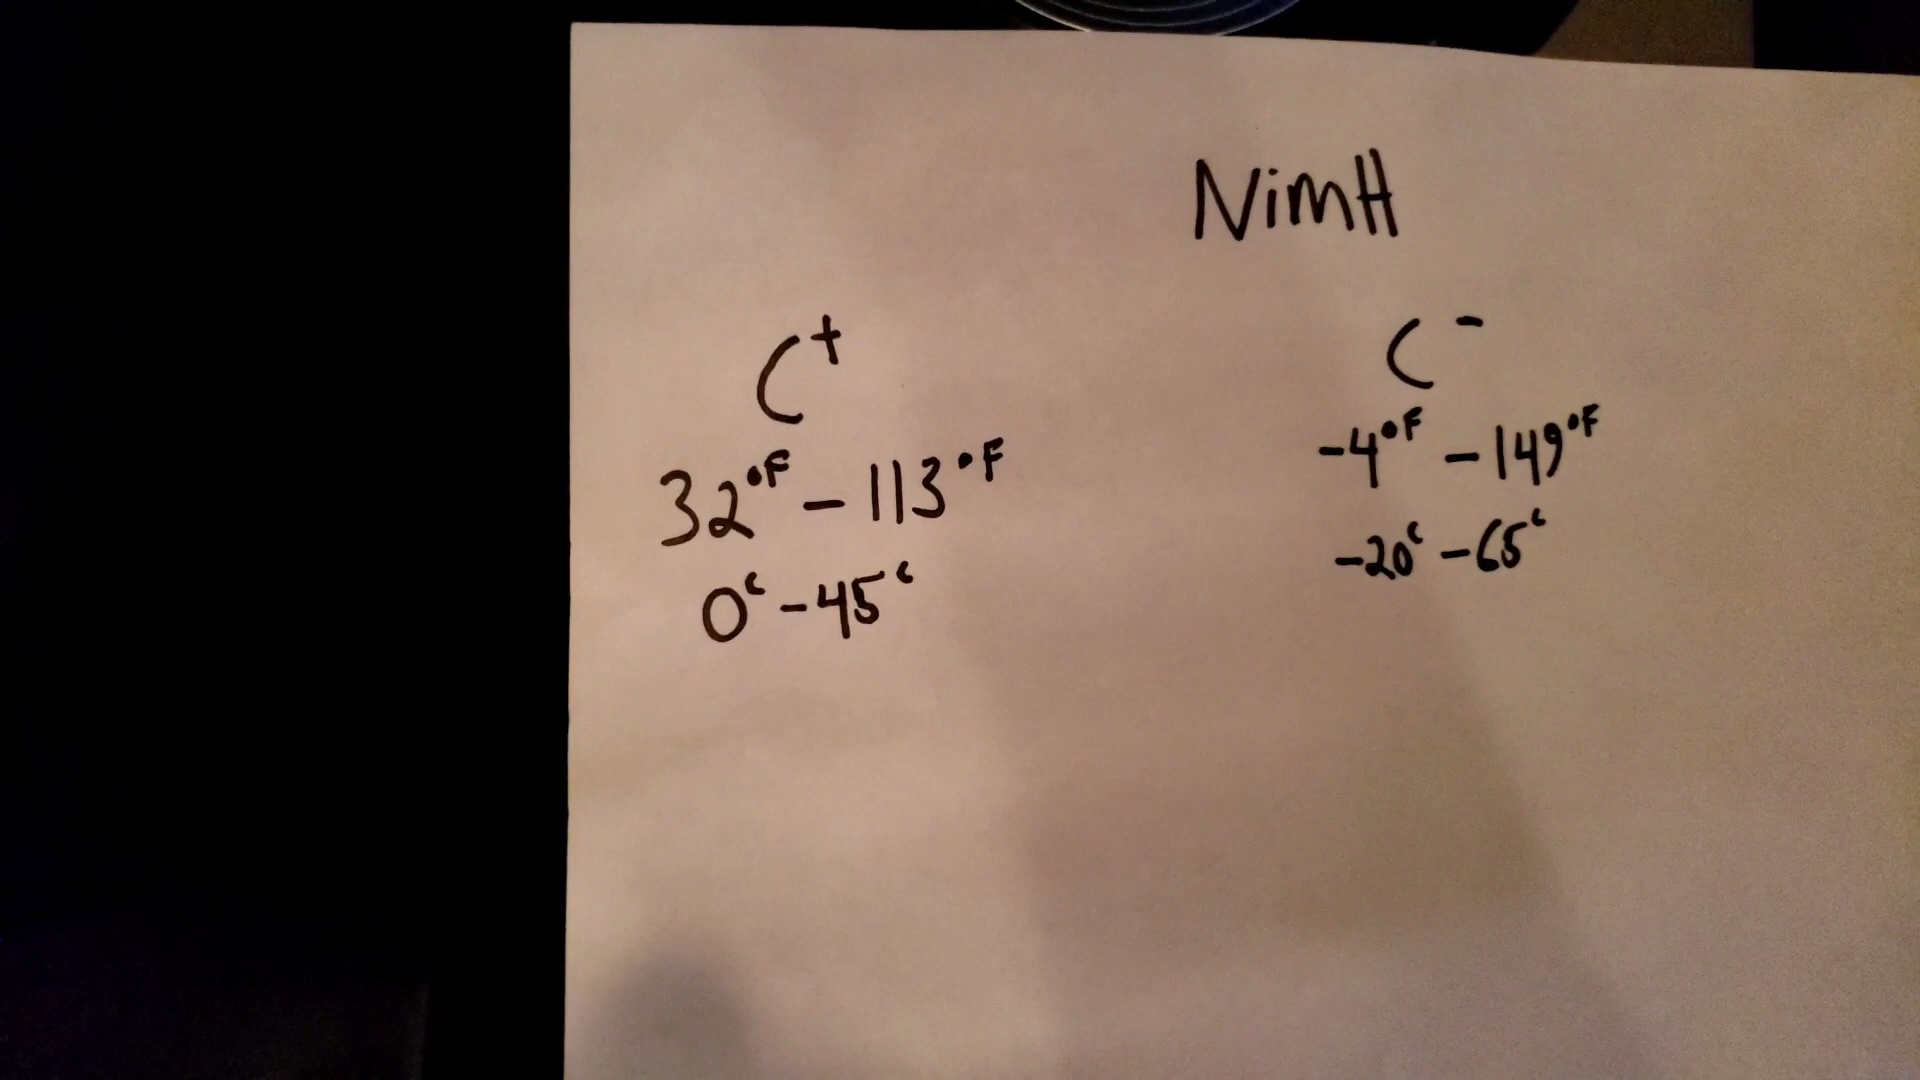 NimH
C+ C-
32°F - 113°F -4°F - 149°F
0c - 45c -20c - 65c